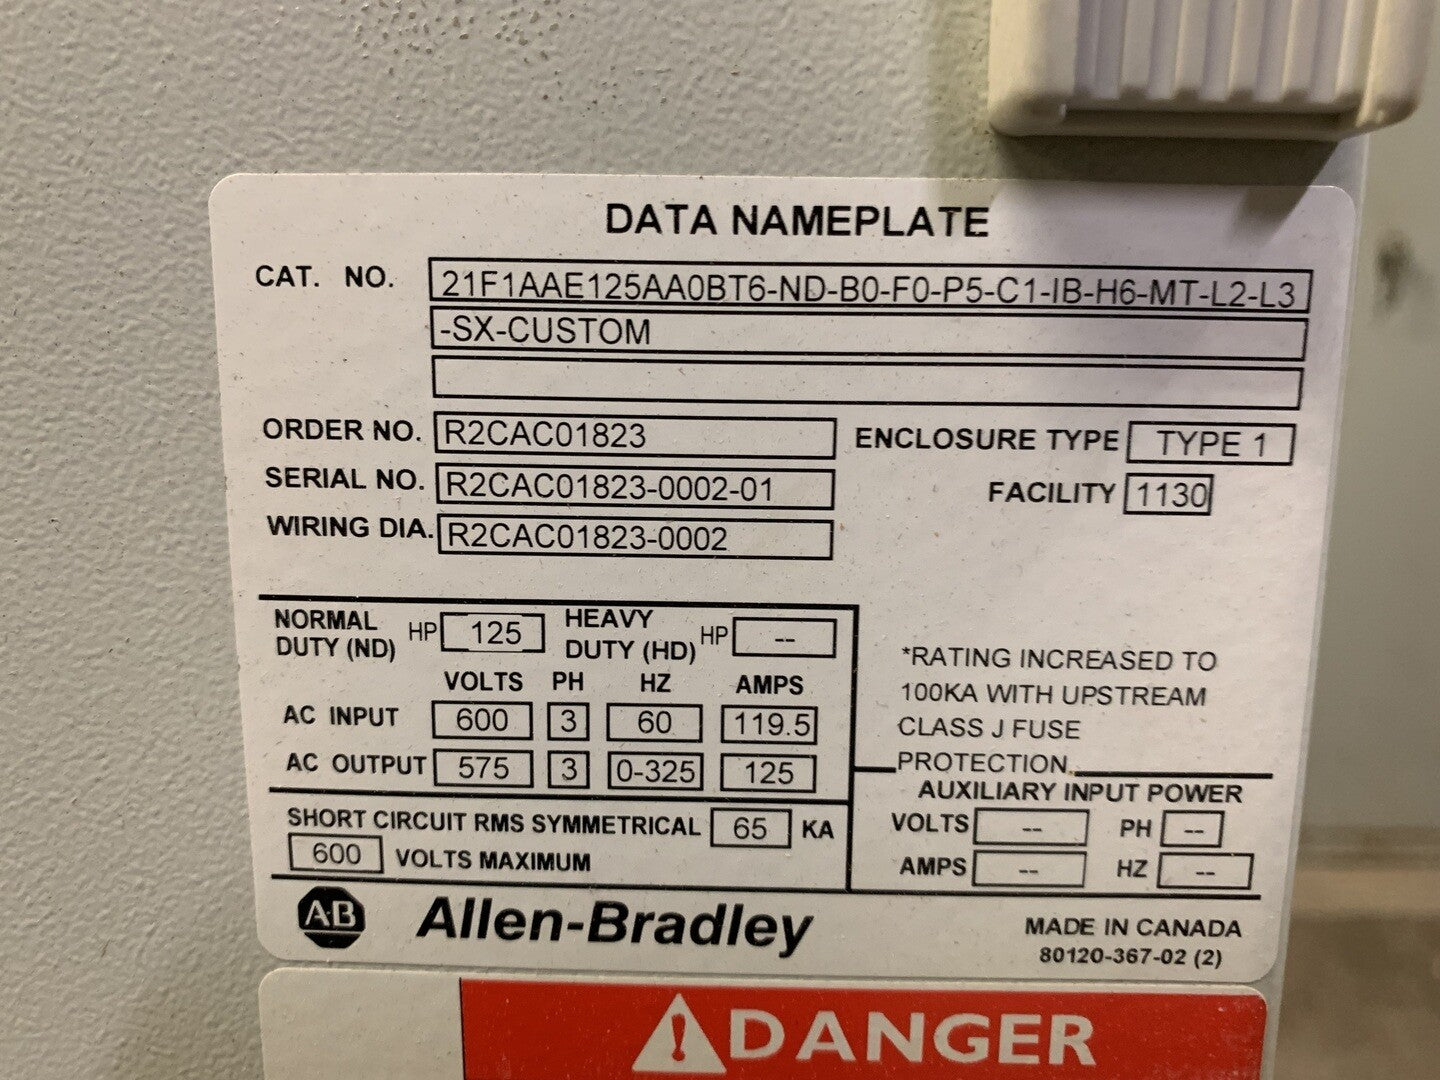 DATA NAMEPLATE
CAT. NO. 21F1AAE125AA0BT6-ND-B0-F0-P5-C1-IB-H6-MT-L2-L3
-SX-CUSTOM
ORDER NO. R2CAC01823 ENCLOSURE TYPE TYPE 1
SERIAL NO. R2CAC01823-0002-01 FACILITY 1130
WIRING DIA. R2CAC01823-0002
NORMAL DUTY (ND) HP 125 HEAVY DUTY (HD) HP --
VOLTS PH HZ AMPS
AC INPUT 600 3 60 119.5
AC OUTPUT 575 3 0-325 125
SHORT CIRCUIT RMS SYMMETRICAL 65 KA
600 VOLTS MAXIMUM
*RATING INCREASED TO
100KA WITH UPSTREAM
CLASS J FUSE
PROTECTION
AUXILIARY INPUT POWER
VOLTS -- PH --
AMPS -- HZ --
AB Allen-Bradley
MADE IN CANADA
80120-367-02 (2)
DANGER